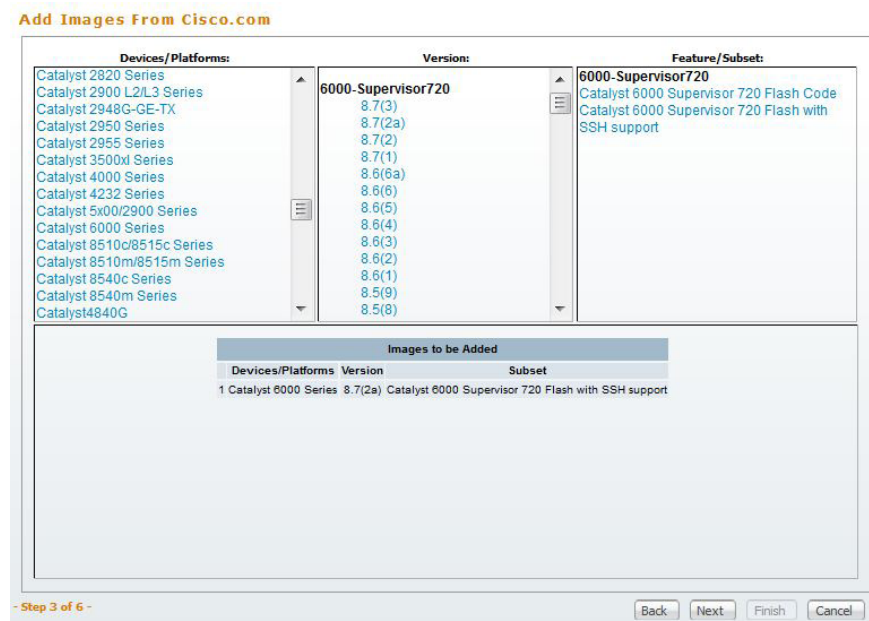 Add Images From Cisco.com
Devices/Platforms:
Catalyst 2820 Series
Catalyst 2900 L2/L3 Series
Catalyst 2948G-GE-TX
Catalyst 2950 Series
Catalyst 2955 Series
Catalyst 3500xl Series
Catalyst 4000 Series
Catalyst 4232 Series
Catalyst 5x00/2900 Series
Catalyst 6000 Series
Catalyst 8510c/8515c Series
Catalyst 8510m/8515m Series
Catalyst 8540c Series
Catalyst 8540m Series
Catalyst4840G
Version:
6000-Supervisor720
8.7(3)
8.7(2a)
8.7(2)
8.7(1)
8.6(6a)
8.6(6)
8.6(5)
8.6(4)
8.6(3)
8.6(2)
8.6(1)
8.5(9)
8.5(8)
Feature/Subset:
6000-Supervisor720
Catalyst 6000 Supervisor 720 Flash Code
Catalyst 6000 Supervisor 720 Flash with
SSH support
Images to be Added
Devices/Platforms Version Subset
1 Catalyst 6000 Series 8.7(2a) Catalyst 6000 Supervisor 720 Flash with SSH support
- Step 3 of 6 -
Back Next Finish Cancel